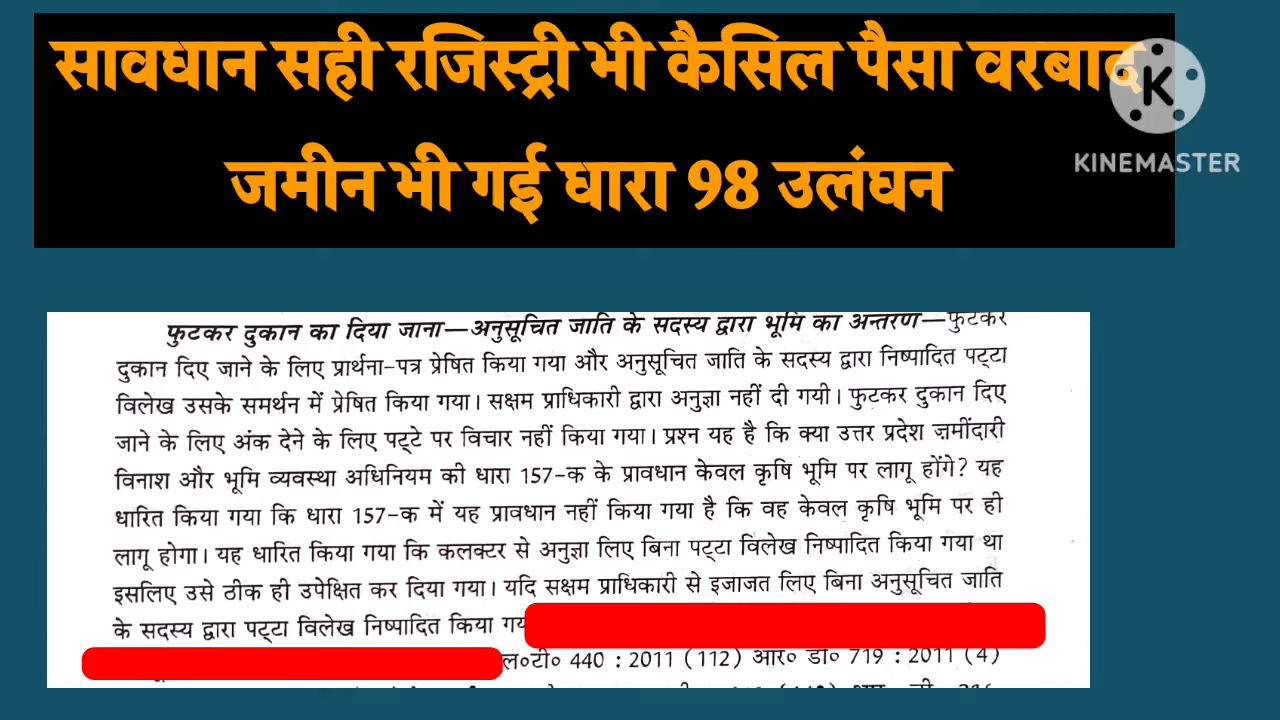 सावधान सही रजिस्ट्री भी कैसिल पैसा वरबाद
जमीन भी गई घारा 98 उलंघन
KINEMASTER
फुटकर दुकान का दिया जाना—अनुसूचित जाति के सदस्य द्वारा भूमि का अन्तरण—फुटकर
दुकान दिए जाने के लिए प्रार्थना-पत्र प्रेषित किया गया और अनुसूचित जाति के सदस्य द्वारा निष्पादित पट्टा
विलेख उसके समर्थन में प्रेषित किया गया। सक्षम प्राधिकारी द्वारा अनुज्ञा नहीं दी गयी। फुटकर दुकान दिए
जाने के लिए अंक देने के लिए पट्टे पर विचार नहीं किया गया। प्रश्न यह है कि क्या उत्तर प्रदेश ज़मींदारी
विनाश और भूमि व्यवस्था अधिनियम की धारा 157-क के प्रावधान केवल कृषि भूमि पर लागू होंगे? यह
धारित किया गया कि धारा 157-क में यह प्रावधान नहीं किया गया है कि वह केवल कृषि भूमि पर ही
लागू होगा। यह धारित किया गया कि कलक्टर से अनुज्ञा लिए बिना पट्टा विलेख निष्पादित किया गया था
इसलिए उसे ठीक ही उपेक्षित कर दिया गया। यदि सक्षम प्राधिकारी से इजाजत लिए बिना अनुसूचित जाति
के सदस्य द्वारा पट्टा विलेख निष्पादित किया
ल०टी० 440 : 2011 (112) आर० डी० 719 : 2011 (4)